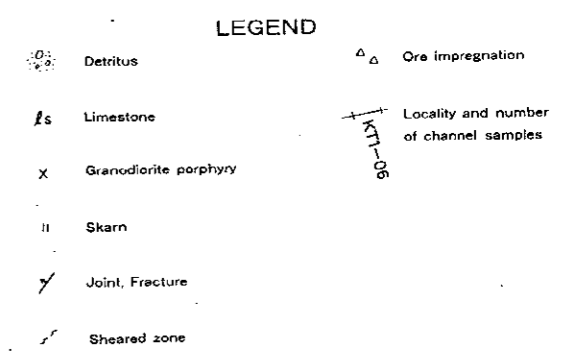 LEGEND
Detritus
ℓs Limestone
x Granodiorite porphyry
Skarn
Joint, Fracture
Sheared zone
Ore impregnation
Locality and number
of channel samples
KT1-06